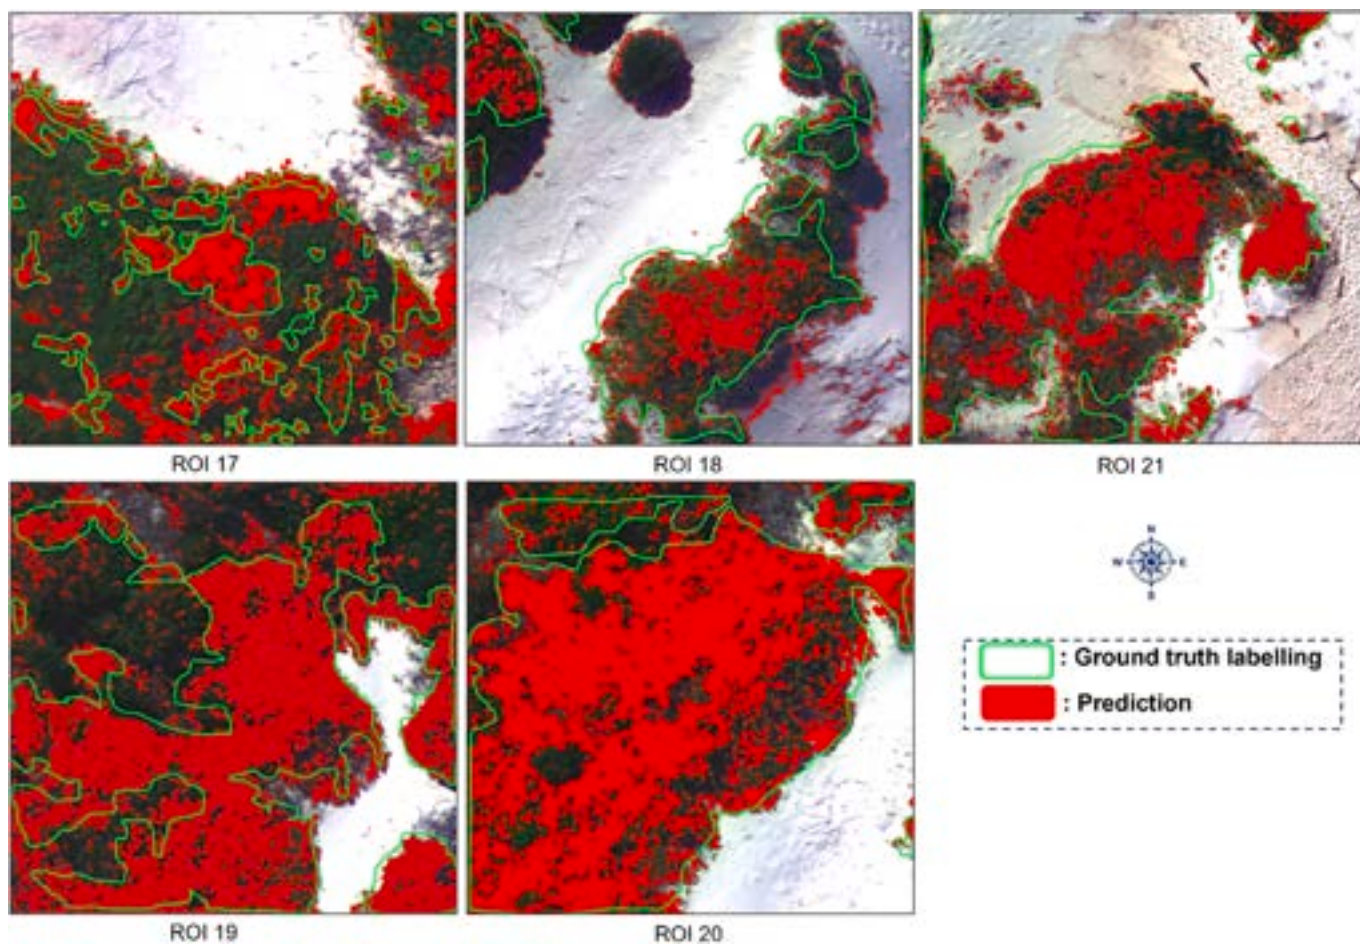 ROI 17
ROI 18
ROI 21
N
W E
S
: Ground truth labelling
: Prediction
ROI 19
ROI 20